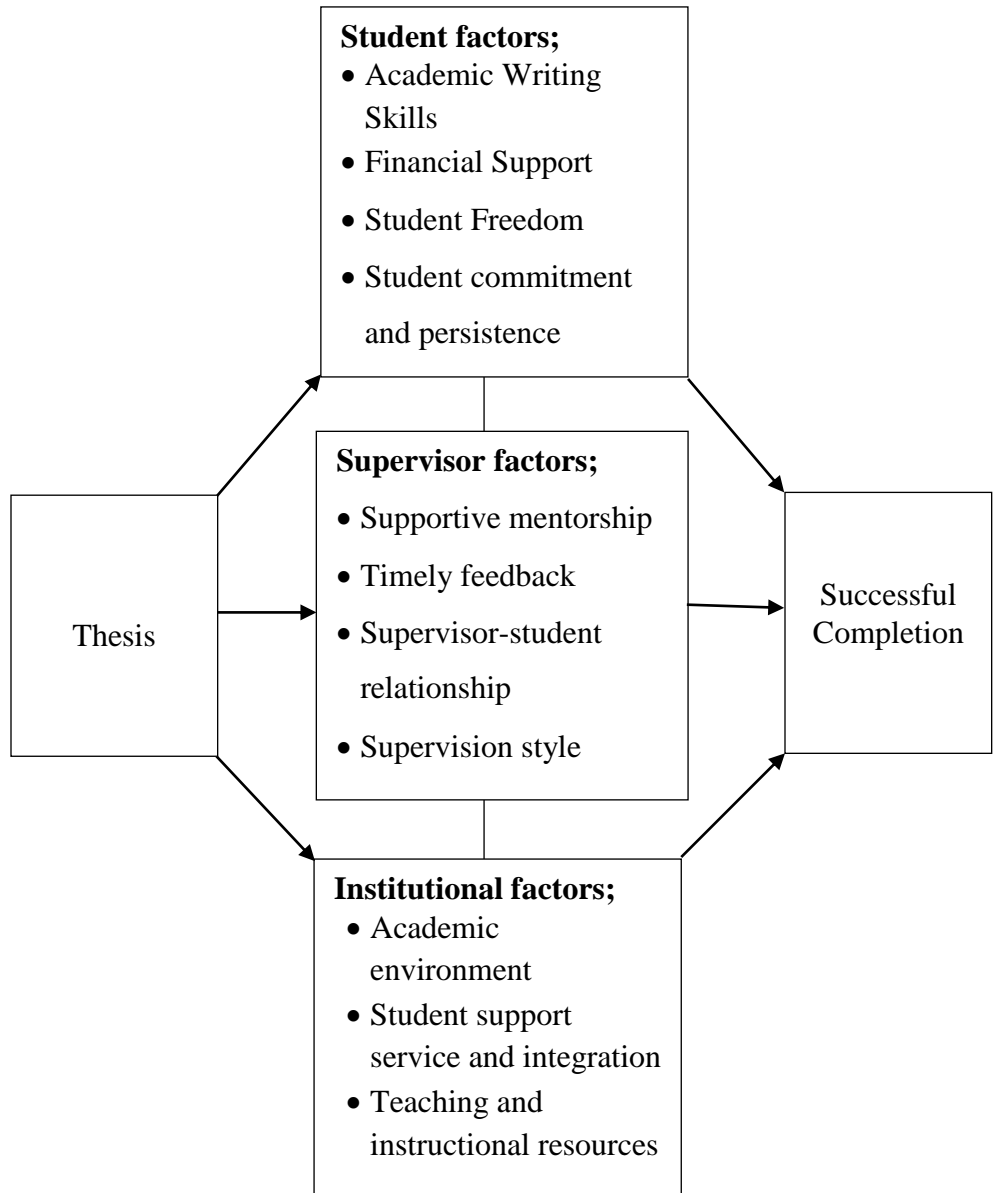 Student factors;
• Academic Writing
Skills
• Financial Support
• Student Freedom
• Student commitment
and persistence
Supervisor factors;
• Supportive mentorship
• Timely feedback
• Supervisor-student
relationship
• Supervision style
Thesis
Successful
Completion
Institutional factors;
• Academic
environment
• Student support
service and integration
• Teaching and
instructional resources